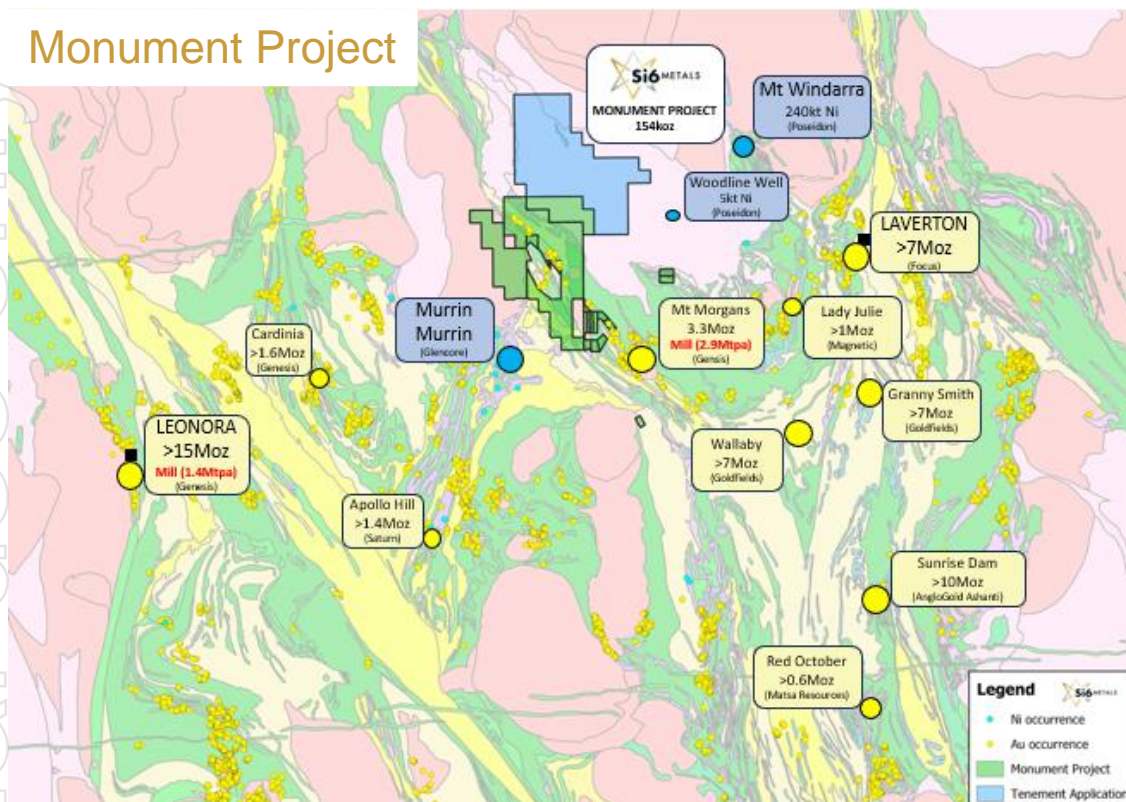 Monument Project
Si6 METALS
MONUMENT PROJECT
154koz
Mt Windarra
240kt Ni
(Poseidon)
Woodline Well
5kt Ni
(Poseidon)
LAVERTON
>7Moz
(Focus)
Murrin
Murrin
(Glencore)
Mt Morgans
3.3Moz
Mill (2.9Mtpa)
(Gensis)
Lady Julie
>1Moz
(Magnetic)
Cardinia
>1.6Moz
(Genesis)
Granny Smith
>7Moz
(Goldfields)
LEONORA
>15Moz
Mill (1.4Mtpa)
(Genesis)
Wallaby
>7Moz
(Goldfields)
Apollo Hill
>1.4Moz
(Saturn)
Sunrise Dam
>10Moz
(AngloGold Ashanti)
Red October
>0.6Moz
(Matsa Resources)
Legend
Si6 METALS
Ni occurrence
Au occurrence
Monument Project
Tenement Application